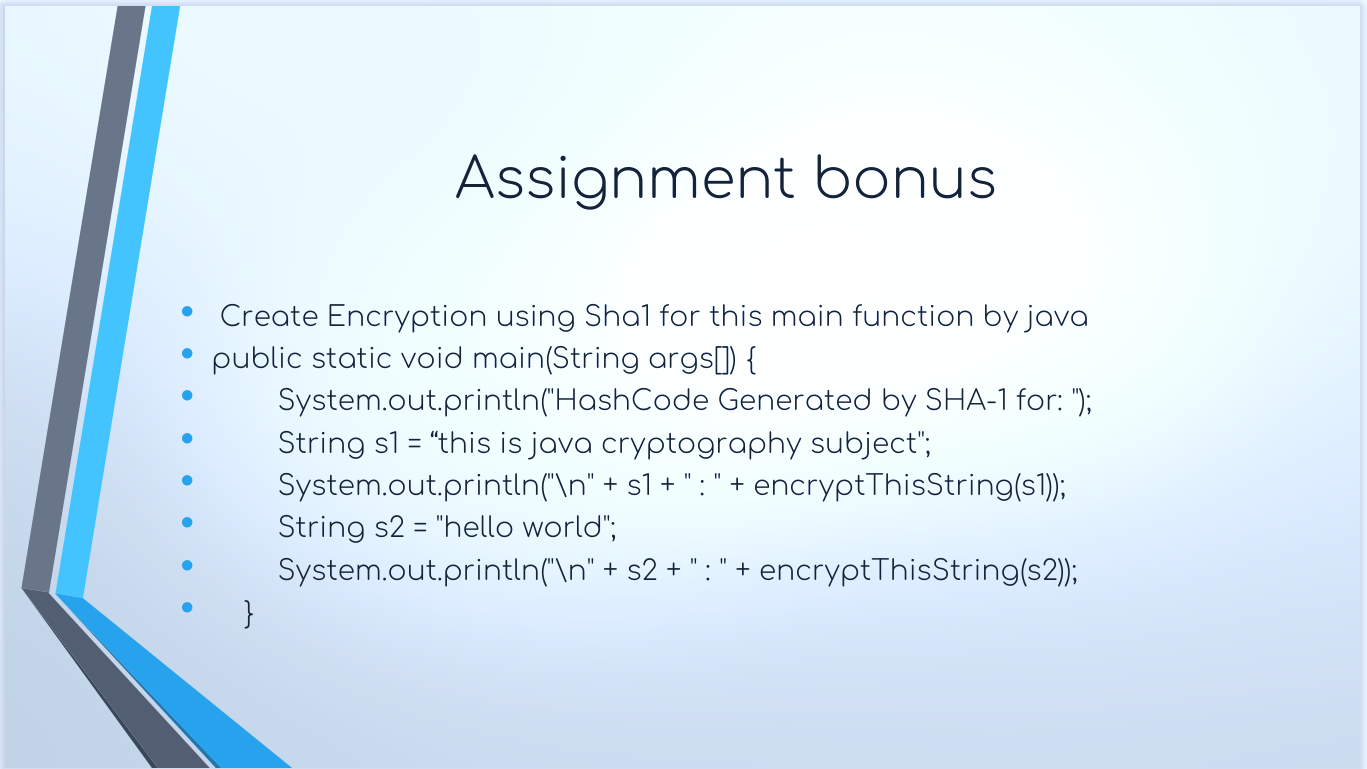 Assignment bonus
• Create Encryption using Sha1 for this main function by java
• public static void main(String args[]) {
• System.out.println("HashCode Generated by SHA-1 for: ");
• String s1 = “this is java cryptography subject";
• System.out.println("\n" + s1 + " : " + encryptThisString(s1));
• String s2 = "hello world";
• System.out.println("\n" + s2 + " : " + encryptThisString(s2));
• }